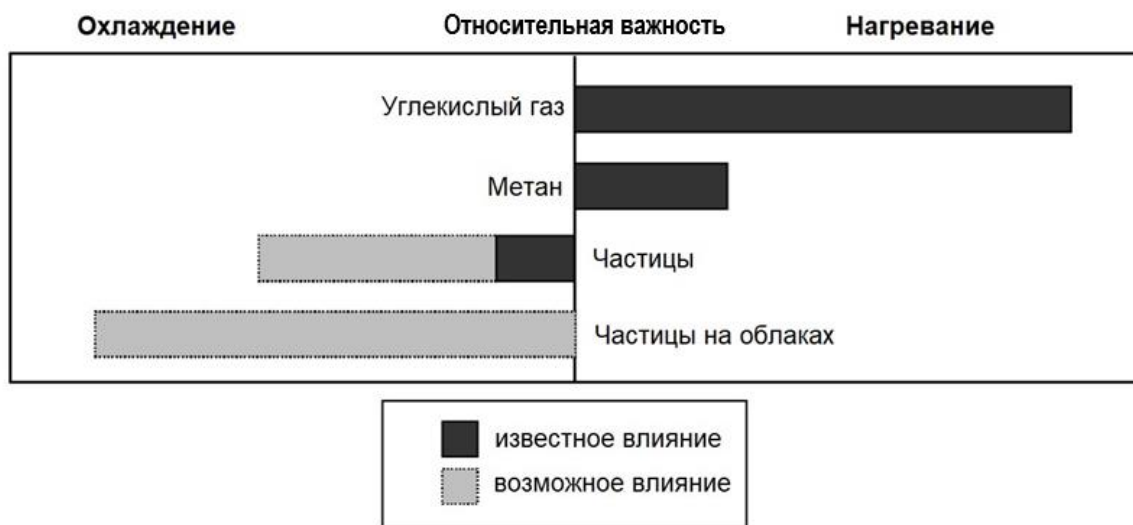 Охлаждение Относительная важность Нагревание
Углекислый газ
Метан
Частицы
Частицы на облаках
известное влияние
возможное влияние